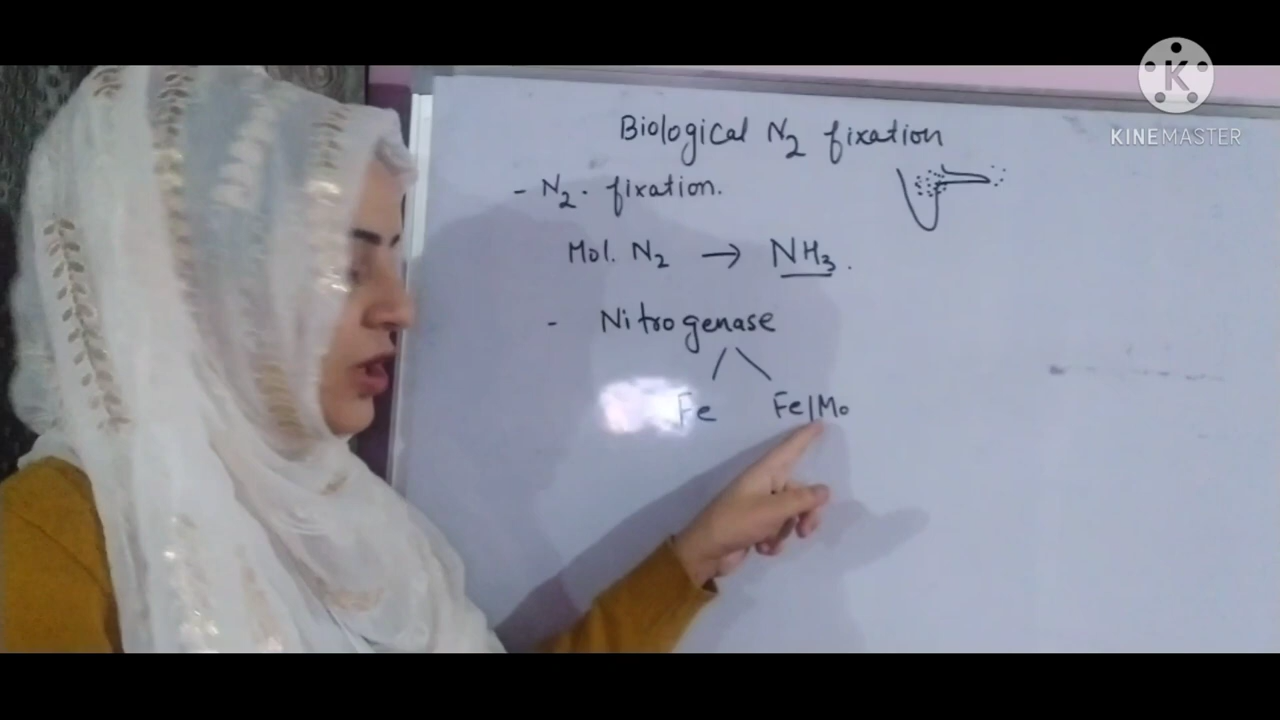 K
KINEMASTER
Biological N2 fixation
- N2. fixation.
Mol. N2 → NH3.
- Nitrogenase
Fe Fe/Mo